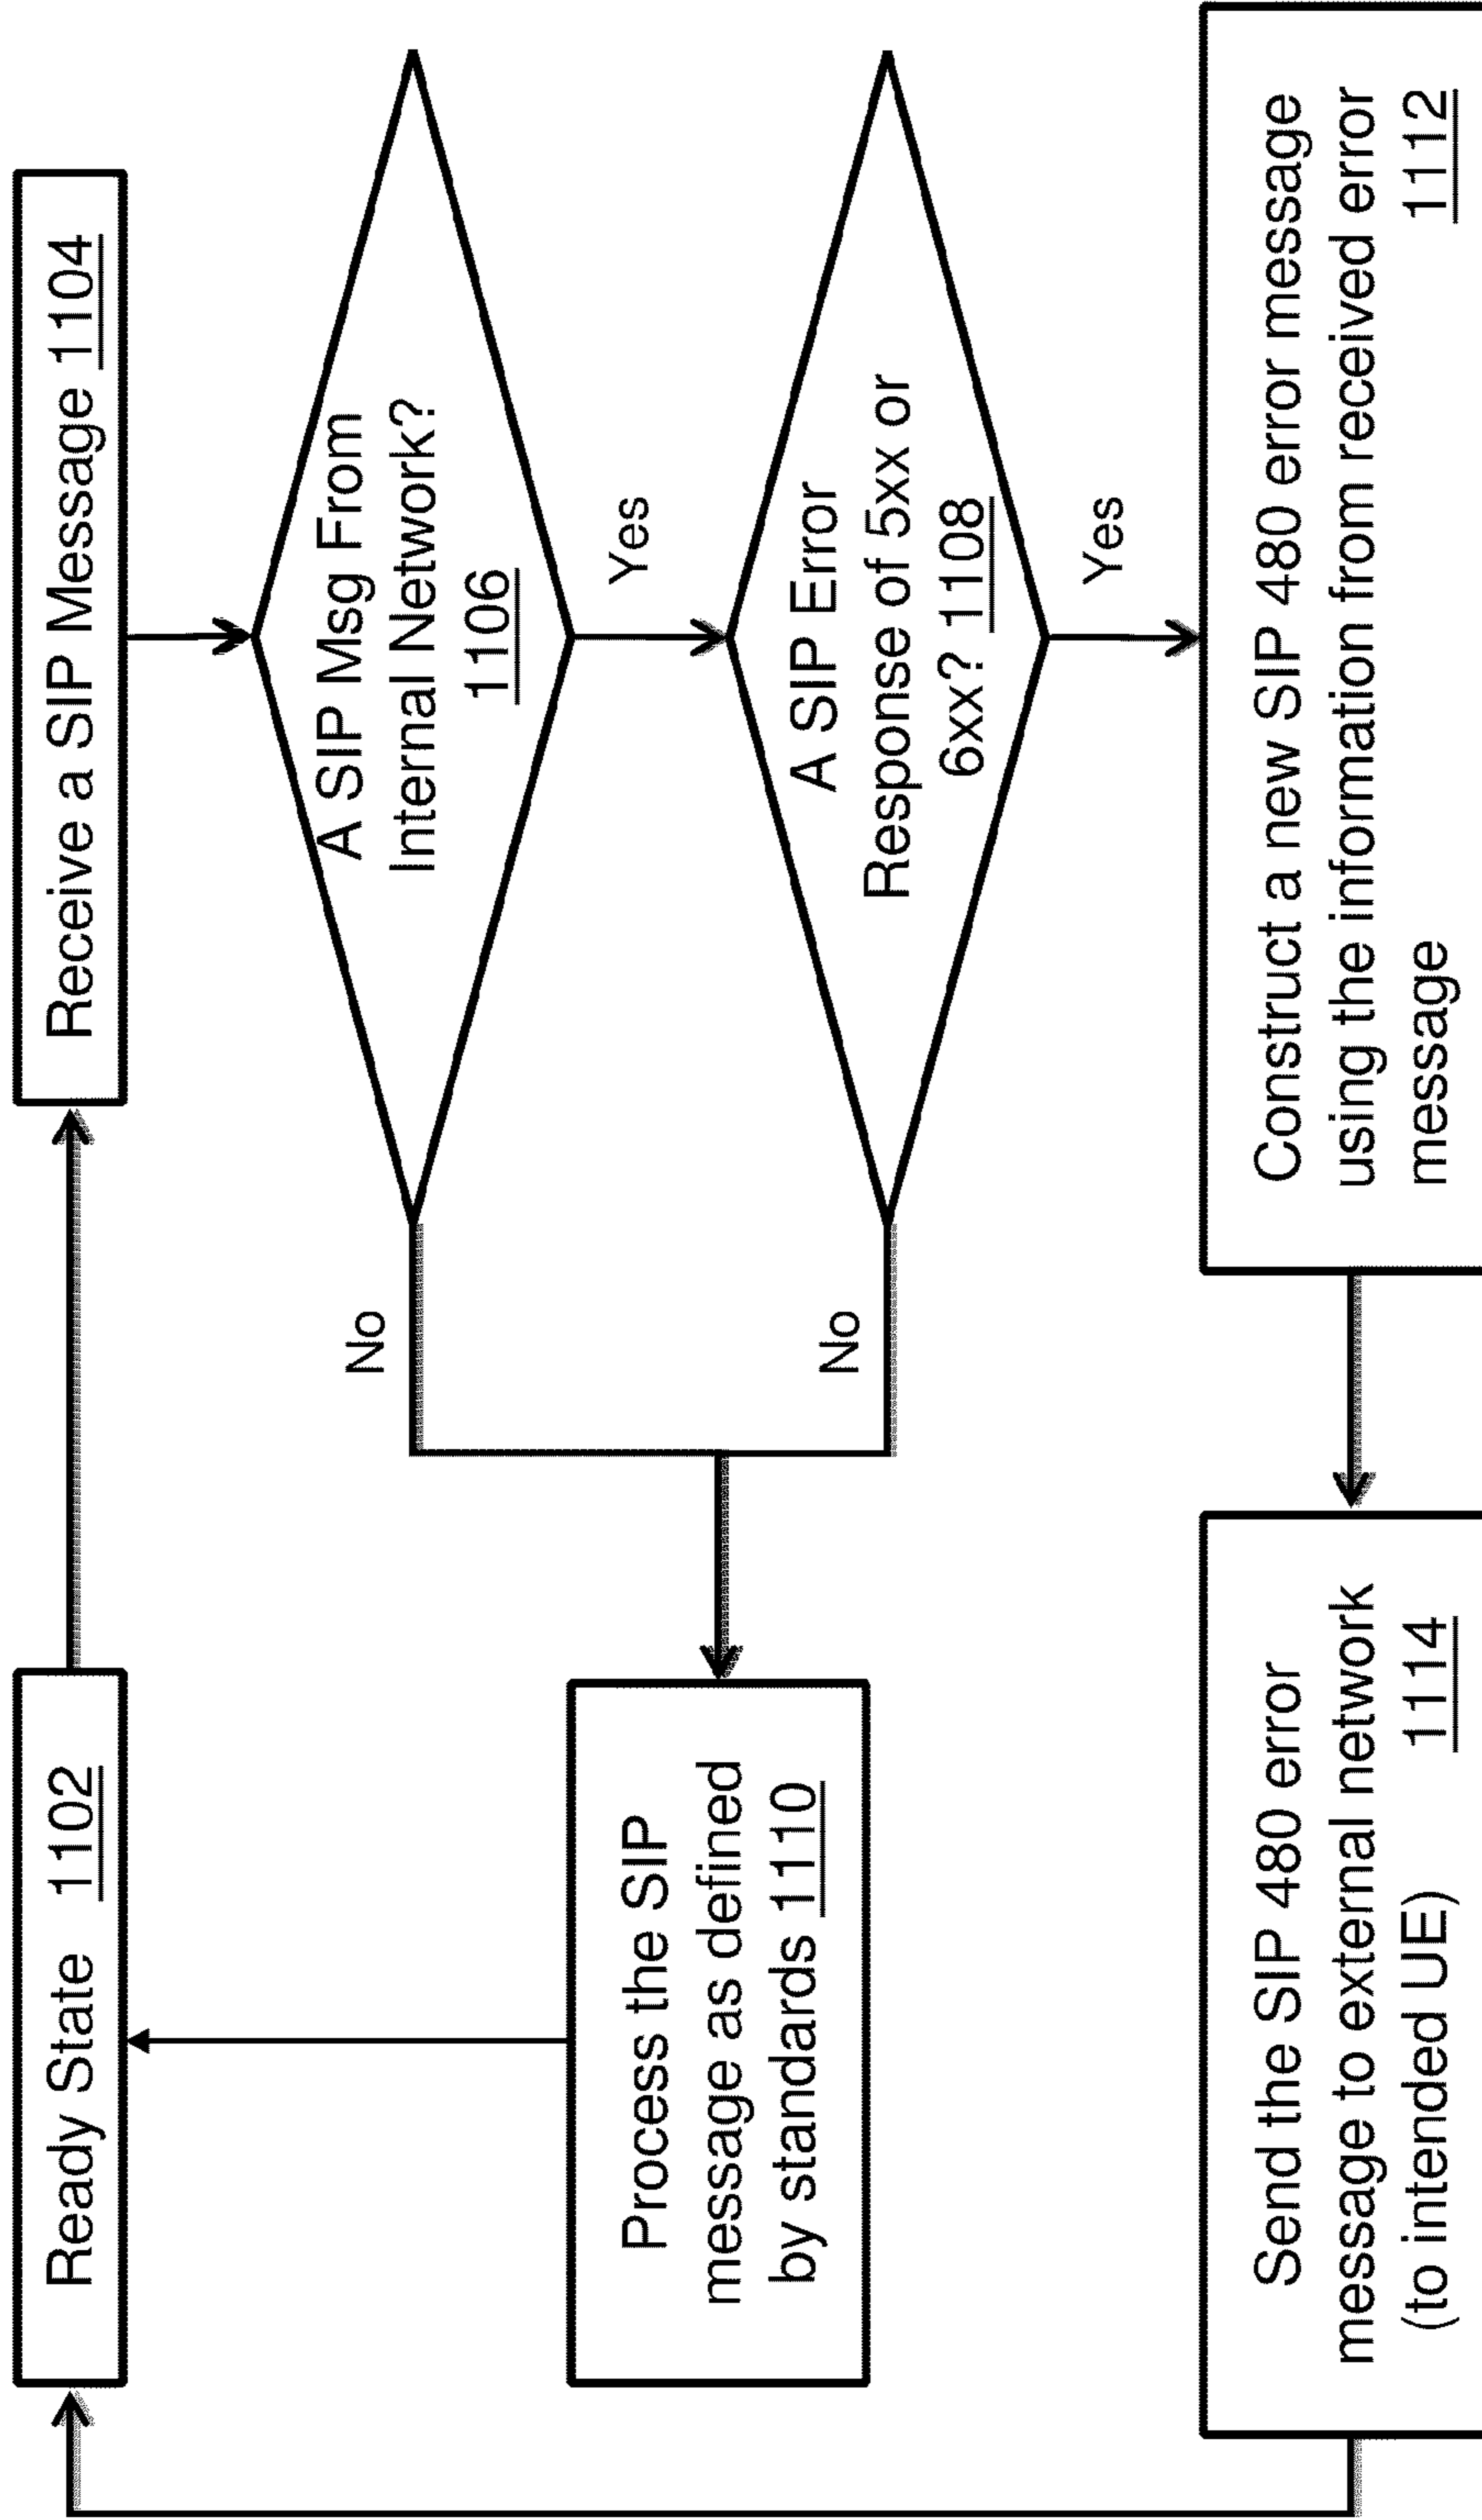 Ready State 1102
Receive a SIP Message 1104
A SIP Msg From
Internal Network?
1106
No
Yes
A SIP Error
Response of 5xx or
6xx? 1108
No
Yes
Process the SIP
message as defined
by standards 1110
Construct a new SIP 480 error message
using the information from received error
message 1112
Send the SIP 480 error
message to external network
(to intended UE) 1114